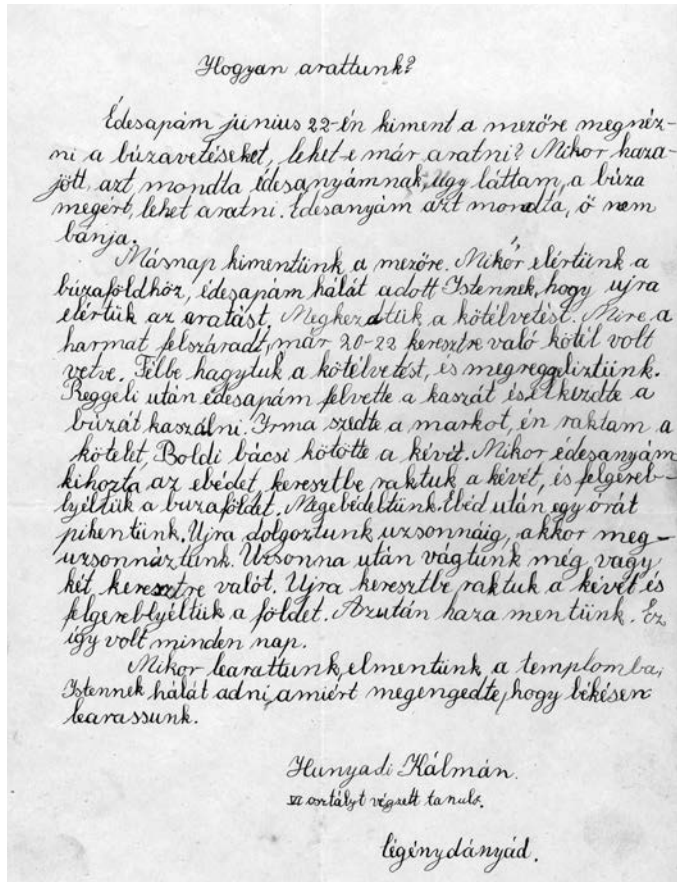 Hogyan arattunk?
Édesapám június 22-én kiment a mezőre megnéz-
ni a búzavetéseket, lehet-e már aratni? Mikor haza-
jött, azt mondta édesanyámnak, úgy láttam, a búza
megért, lehet aratni. Édesanyám azt mondta, ő nem
bánja.
Másnap kimentünk a mezőre. Mikor elértünk a
búzaföldhöz, édesapám hálát adott Istennek, hogy ujra
elértük az aratást. Megkezdtük a kötélvetést. Mire a
harmat felszáradt, már 20-22 keresztre való kötél volt
vetve. Félbe hagytuk a kötélvetést, és megreggeliztünk.
Reggeli után édesapám felvette a kaszát és elkezdte a
búzát kaszálni. Irma szedte a markot, én raktam a
kötelet, Boldi bácsi kötötte a kévét. Mikor édesanyám
kihozta az ebédet, keresztbe raktuk a kévét, és felgereb-
lyéltük a buzaföldet. Megebédeltünk. Ebéd után egy órát
pihentünk. Ujra dolgoztunk uzsonnáig, akkor meg-
uzsonnáztunk. Uzsonna után vágtunk még vagy
két keresztre valót. Ujra keresztbe raktuk a kévét és
felgereblyéltük a földet. Azután haza mentünk. Ez
így volt minden nap.
Mikor learattunk, elmentünk a templomba,
Istennek hálát adni, amiért megengedte, hogy békésen
learassunk.
Hunyadi Kálmán.
VI osztályt végzett tanuló.
Légénydányád.